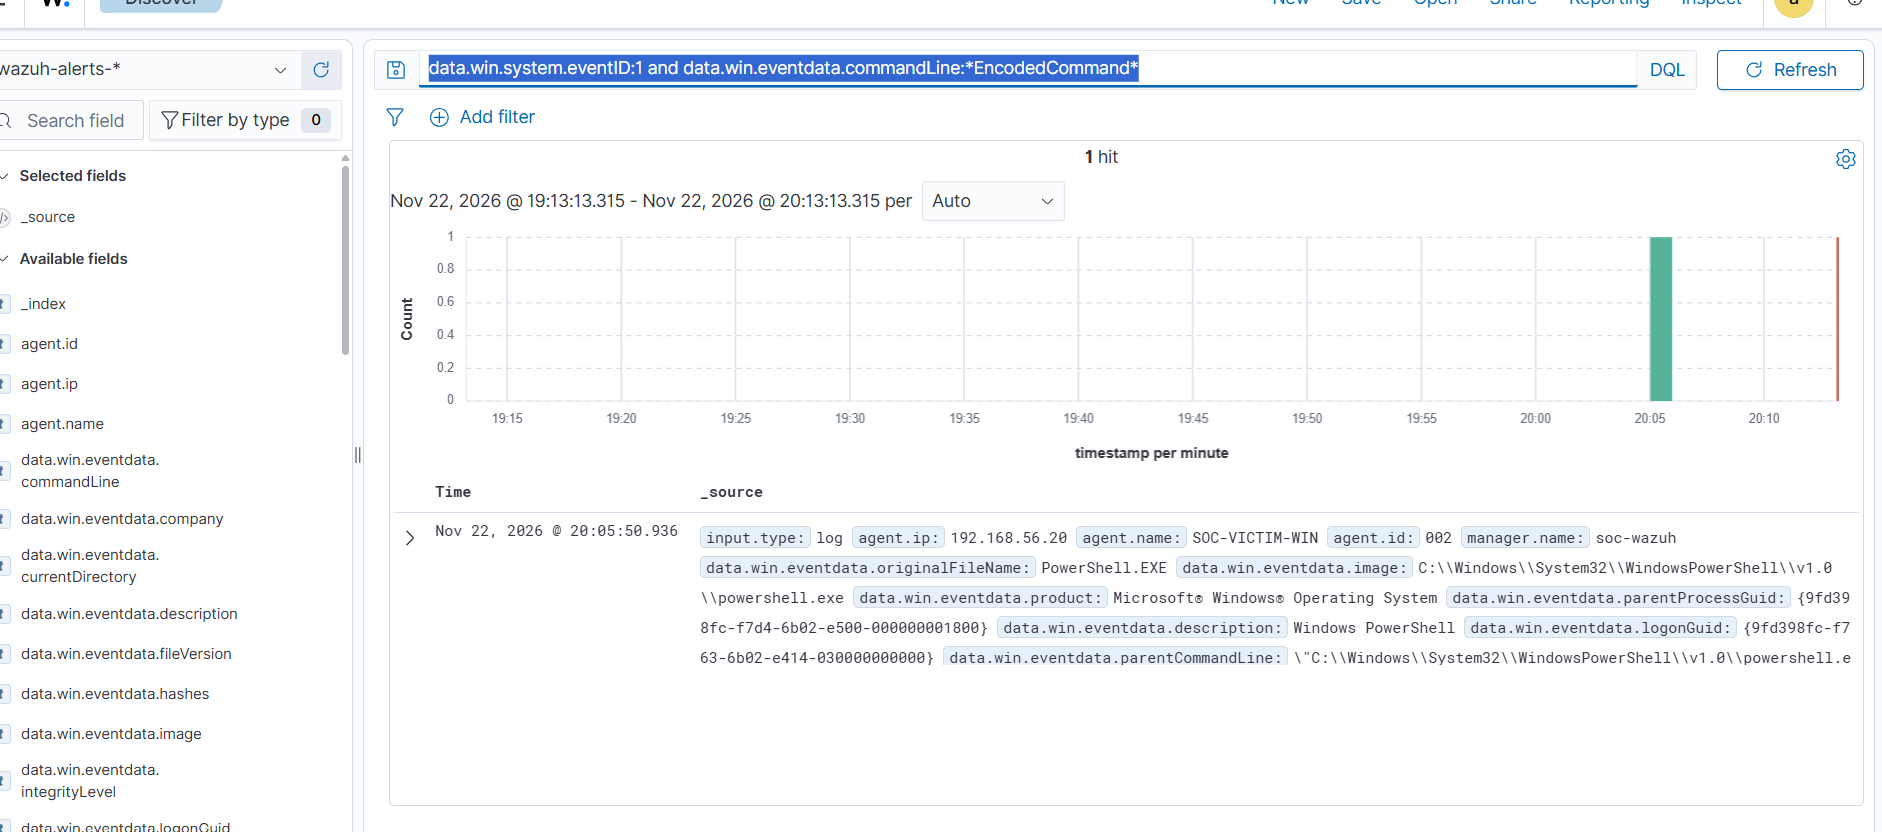 W.
Discover
New Save Open Share Reporting Inspect
a
wazuh-alerts-*
data.win.system.eventID:1 and data.win.eventdata.commandLine:*EncodedCommand*
DQL
Refresh
Search field
Filter by type 0
Add filter
Selected fields
_source
Available fields
t _index
t agent.id
t agent.ip
t agent.name
t data.win.eventdata.
commandLine
t data.win.eventdata.company
t data.win.eventdata.
currentDirectory
t data.win.eventdata.description
t data.win.eventdata.fileVersion
t data.win.eventdata.hashes
t data.win.eventdata.image
t data.win.eventdata.
integrityLevel
data.win.eventdata.logonGuid
1 hit
Nov 22, 2026 @ 19:13:13.315 - Nov 22, 2026 @ 20:13:13.315 per Auto
Count
1
0.8
0.6
0.4
0.2
0
19:15 19:20 19:25 19:30 19:35 19:40 19:45 19:50 19:55 20:00 20:05 20:10
timestamp per minute
Time _source
Nov 22, 2026 @ 20:05:50.936
input.type: log agent.ip: 192.168.56.20 agent.name: SOC-VICTIM-WIN agent.id: 002 manager.name: soc-wazuh
data.win.eventdata.originalFileName: PowerShell.EXE data.win.eventdata.image: C:\\Windows\\System32\\WindowsPowerShell\\v1.0
\\powershell.exe data.win.eventdata.product: Microsoft® Windows® Operating System data.win.eventdata.parentProcessGuid: {9fd39
8fc-f7d4-6b02-e500-000000001800} data.win.eventdata.description: Windows PowerShell data.win.eventdata.logonGuid: {9fd398fc-f7
63-6b02-e414-030000000000} data.win.eventdata.parentCommandLine: \"C:\\Windows\\System32\\WindowsPowerShell\\v1.0\\powershell.e